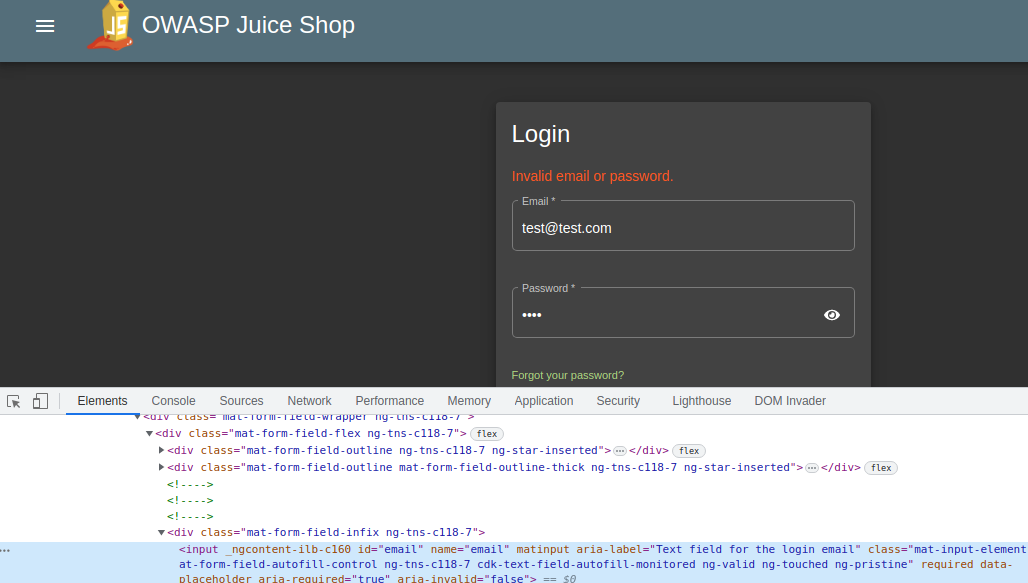 JS
OWASP Juice Shop
Login
Invalid email or password.
Email *
test@test.com
Password *
••••
Forgot your password?
Elements Console Sources Network Performance Memory Application Security Lighthouse DOM Invader
▼<div class="mat-form-field-wrapper ng-tns-c118-7">
▼<div class="mat-form-field-flex ng-tns-c118-7"> flex
▶<div class="mat-form-field-outline ng-tns-c118-7 ng-star-inserted">⋯</div> flex
▶<div class="mat-form-field-outline mat-form-field-outline-thick ng-tns-c118-7 ng-star-inserted">⋯</div> flex
<!---->
<!---->
<!---->
▼<div class="mat-form-field-infix ng-tns-c118-7">
⋯ <input _ngcontent-ilb-c160 id="email" name="email" matinput aria-label="Text field for the login email" class="mat-input-element
at-form-field-autofill-control ng-tns-c118-7 cdk-text-field-autofill-monitored ng-valid ng-touched ng-pristine" required data-
placeholder aria-required="true" aria-invalid="false"> == $0